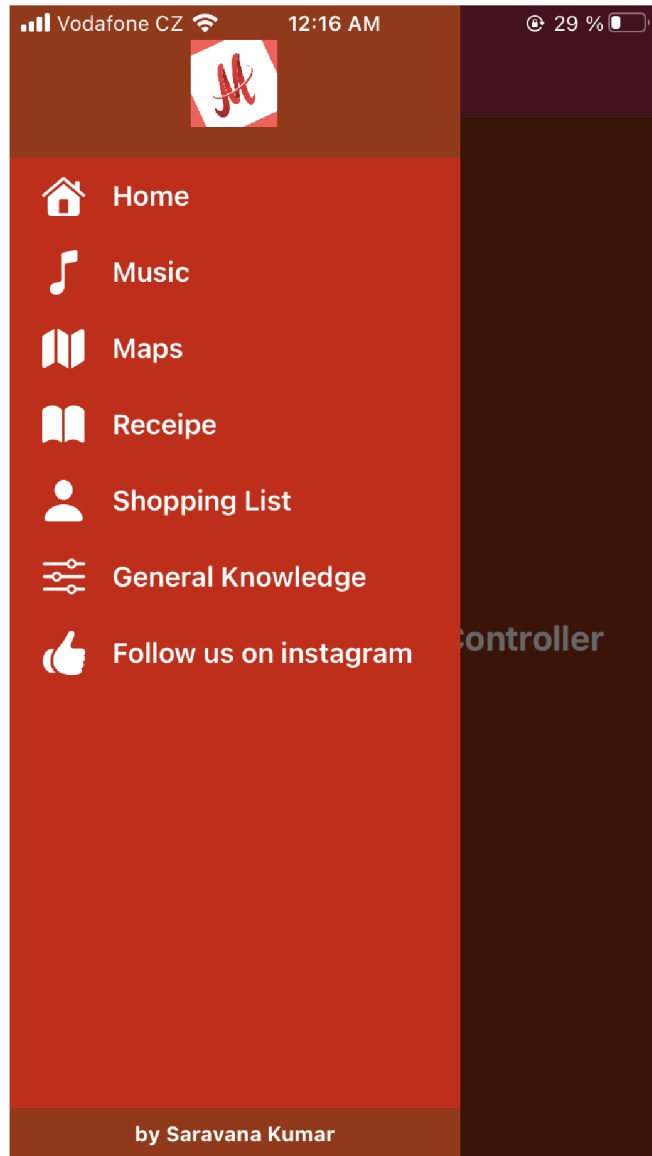 Vodafone CZ 12:16 AM 29 %
M
Home
Music
Maps
Receipe
Shopping List
General Knowledge
Follow us on instagram
Controller
by Saravana Kumar